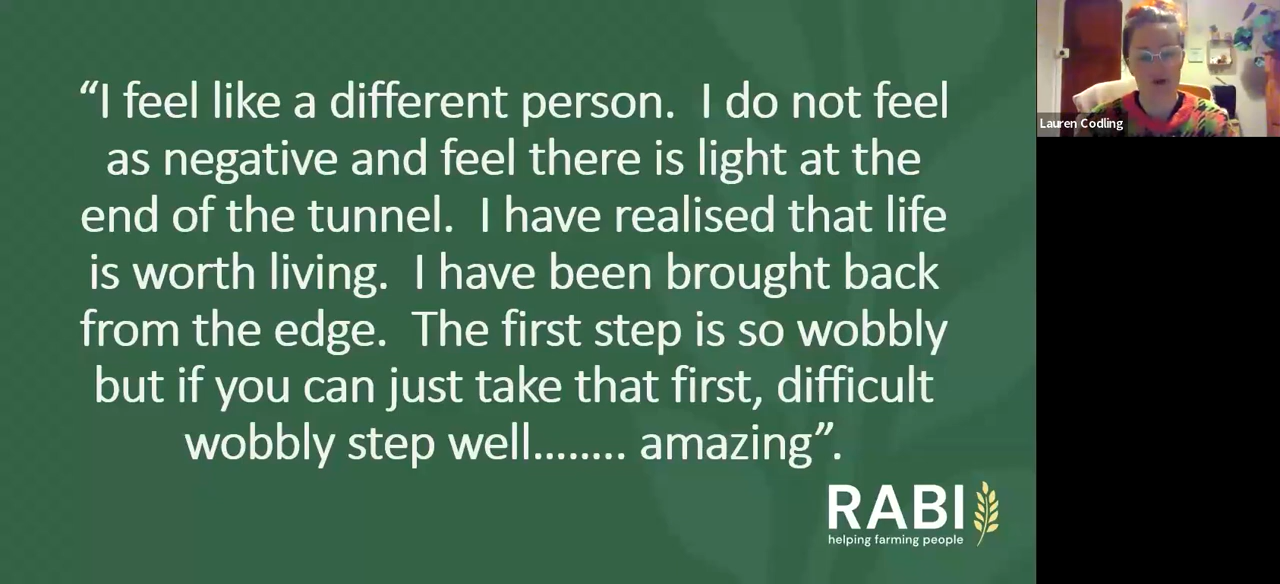 “I feel like a different person.  I do not feel
as negative and feel there is light at the
end of the tunnel.  I have realised that life
is worth living.  I have been brought back
from the edge.  The first step is so wobbly
but if you can just take that first, difficult
wobbly step well…….. amazing”.
RABI
helping farming people
Lauren Codling